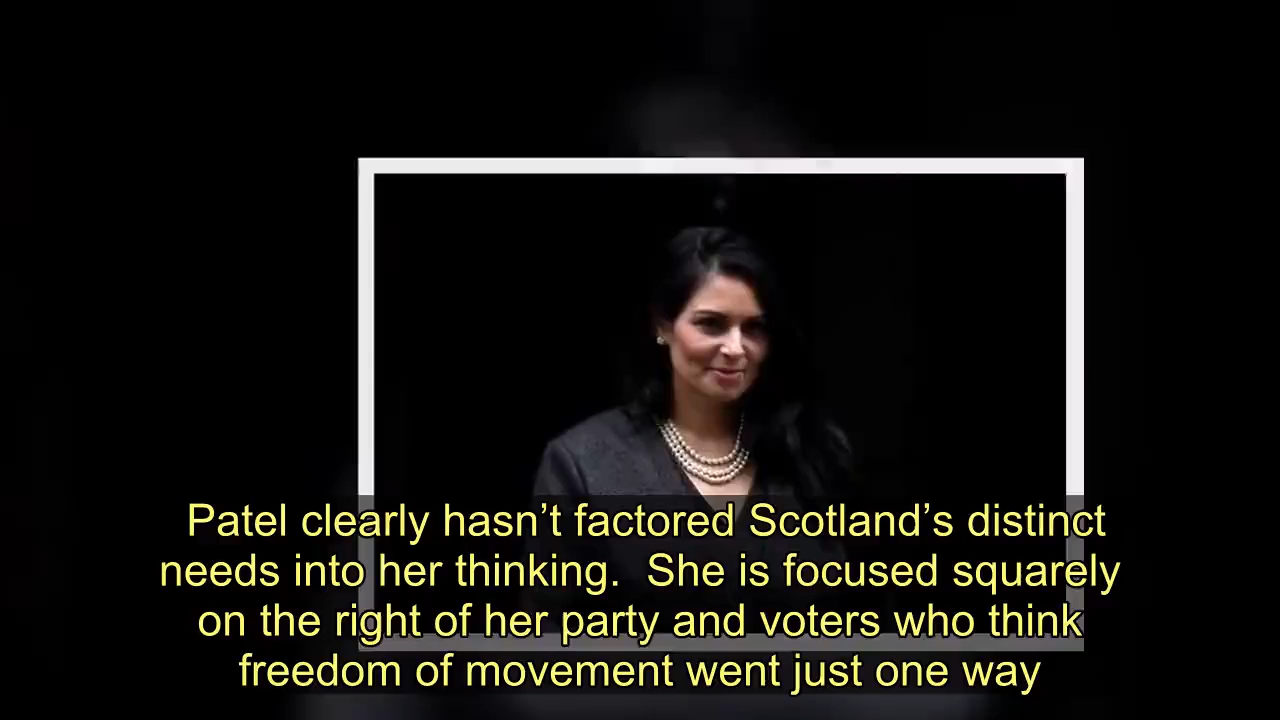 Patel clearly hasn’t factored Scotland’s distinct
needs into her thinking.  She is focused squarely
on the right of her party and voters who think
freedom of movement went just one way